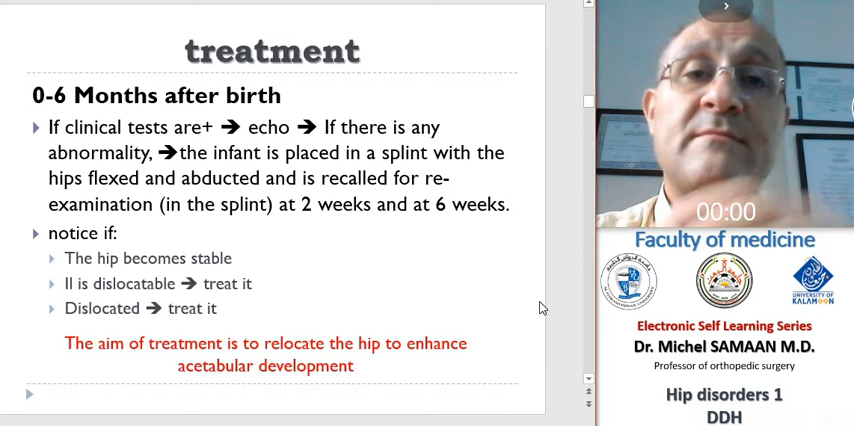 treatment
0-6 Months after birth
If clinical tests are+ ➔ echo ➔ If there is any
abnormality, ➔the infant is placed in a splint with the
hips flexed and abducted and is recalled for re-
examination (in the splint) at 2 weeks and at 6 weeks.
notice if:
The hip becomes stable
Il is dislocatable ➔ treat it
Dislocated ➔ treat it
The aim of treatment is to relocate the hip to enhance
acetabular development
00:00
Faculty of medicine
UNIVERSITY OF
KALAMOON
Electronic Self Learning Series
Dr. Michel SAMAAN M.D.
Professor of orthopedic surgery
Hip disorders 1
DDH